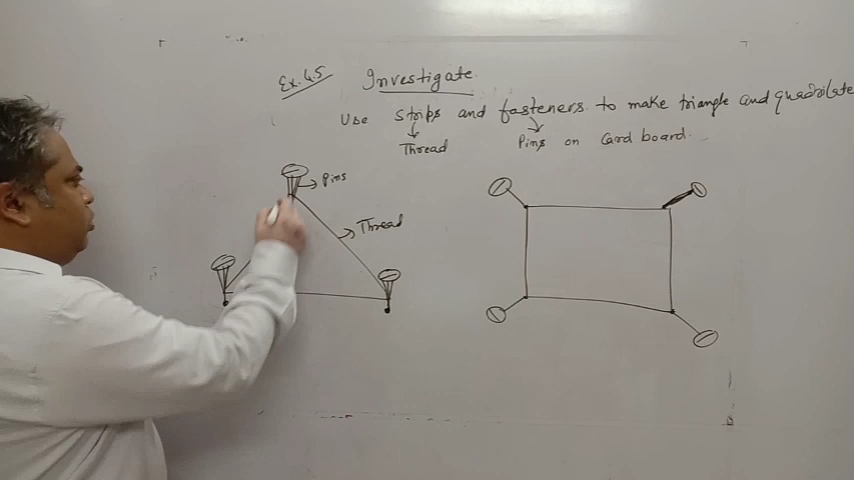 Ex. 4.5 Investigate.
Use strips and fasteners to make triangle and quadrilate
Thread Pins on Card board.
Pins
Thread